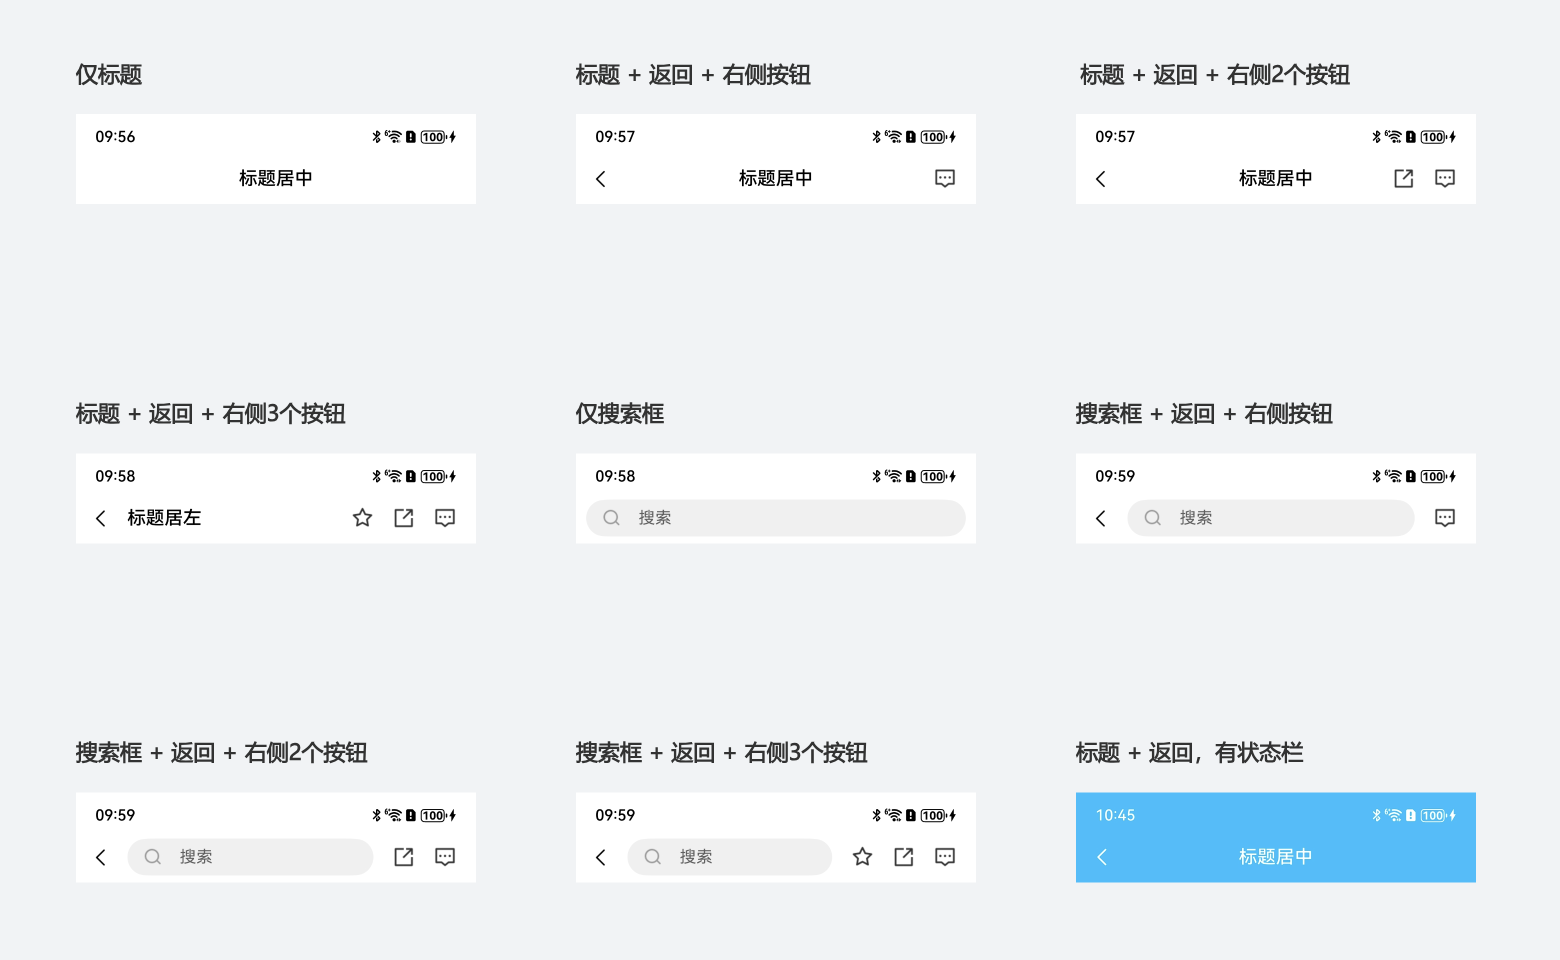 仅标题
标题 + 返回 + 右侧按钮
标题 + 返回 + 右侧2个按钮
09:56
100
09:57
100
09:57
100
标题居中
标题居中
标题居中
标题 + 返回 + 右侧3个按钮
仅搜索框
搜索框 + 返回 + 右侧按钮
09:58
100
09:58
100
09:59
100
标题居左
搜索
搜索
搜索框 + 返回 + 右侧2个按钮
搜索框 + 返回 + 右侧3个按钮
标题 + 返回，有状态栏
09:59
100
09:59
100
10:45
100
搜索
搜索
标题居中